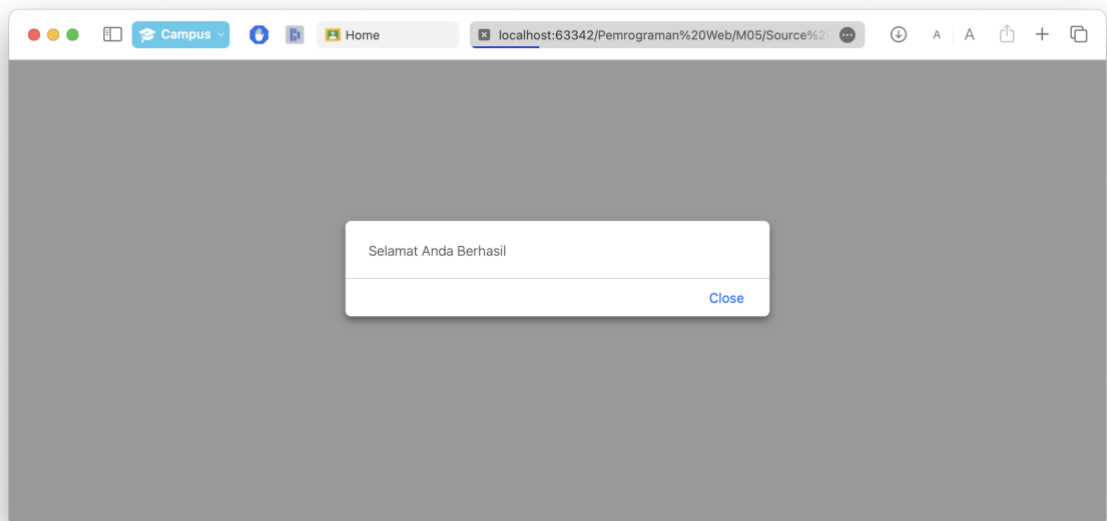 Campus
Home
localhost:63342/Pemrograman%20Web/M05/Source%2
A A
Selamat Anda Berhasil
Close